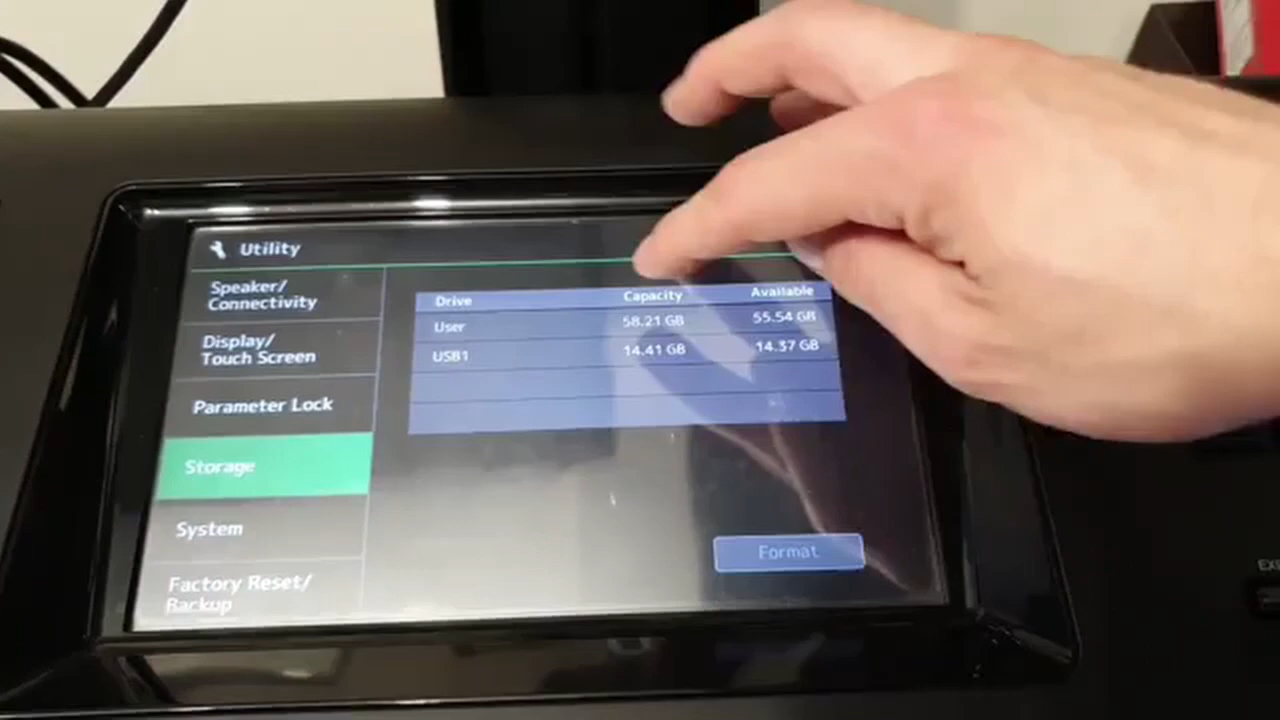 Utility
Speaker/
Connectivity
Display/
Touch Screen
Parameter Lock
Storage
System
Factory Reset/
Backup
Drive Capacity Available
User 58.21 GB 55.54 GB
USB1 14.41 GB 14.37 GB
Format